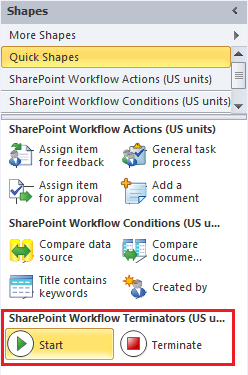 Shapes
More Shapes
Quick Shapes
SharePoint Workflow Actions (US units)
SharePoint Workflow Conditions (US units)
SharePoint Workflow Actions (US units)
Assign item for feedback
General task process
Assign item for approval
Add a comment
SharePoint Workflow Conditions (US u...
Compare data source
Compare docume...
Title contains keywords
Created by
SharePoint Workflow Terminators (US u...
Start
Terminate